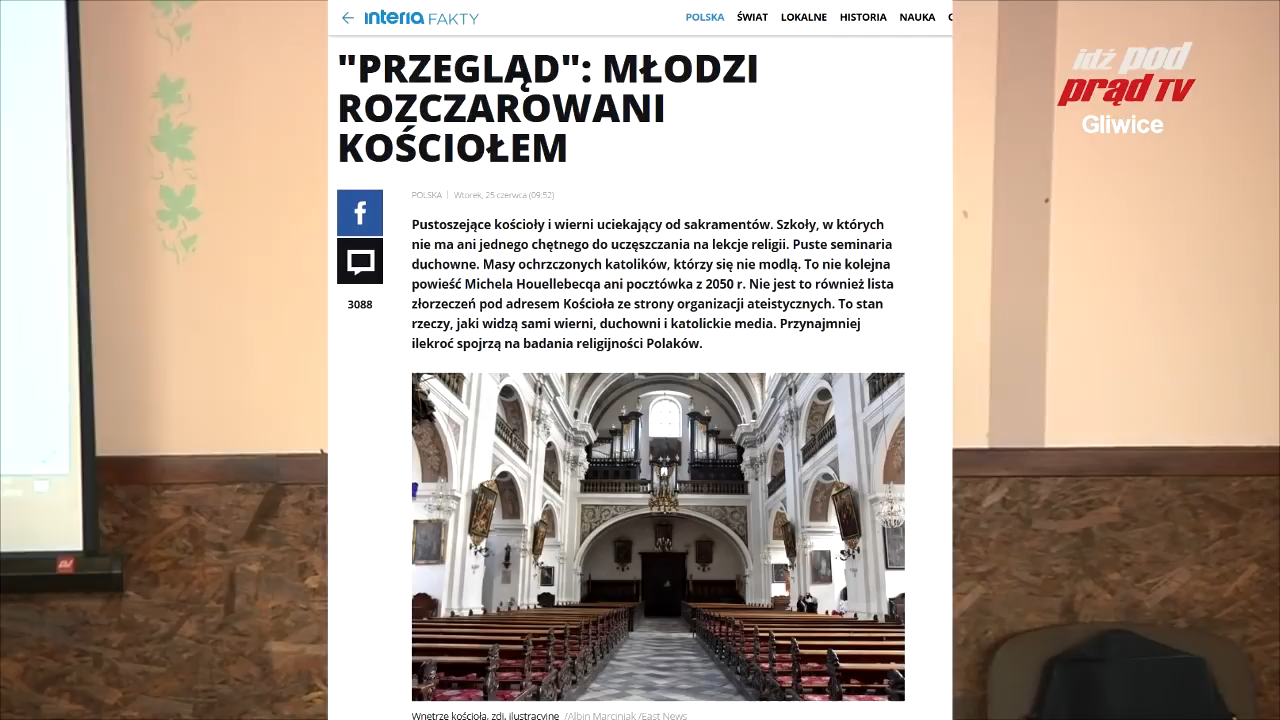 interia FAKTY
POLSKA ŚWIAT LOKALNE HISTORIA NAUKA
"PRZEGLĄD": MŁODZI
ROZCZAROWANI
KOŚCIOŁEM
POLSKA | Wtorek, 25 czerwca (09:52)
f
3088
Pustoszejące kościoły i wierni uciekający od sakramentów. Szkoły, w których
nie ma ani jednego chętnego do uczęszczania na lekcje religii. Puste seminaria
duchowne. Masy ochrzczonych katolików, którzy się nie modlą. To nie kolejna
powieść Michela Houellebecqa ani pocztówka z 2050 r. Nie jest to również lista
złorzeczeń pod adresem Kościoła ze strony organizacji ateistycznych. To stan
rzeczy, jaki widzą sami wierni, duchowni i katolickie media. Przynajmniej
ilekroć spojrzą na badania religijności Polaków.
Wnętrze kościoła, zdj. ilustracyjne /Albin Marciniak /East News
idź pod
prąd TV
Gliwice